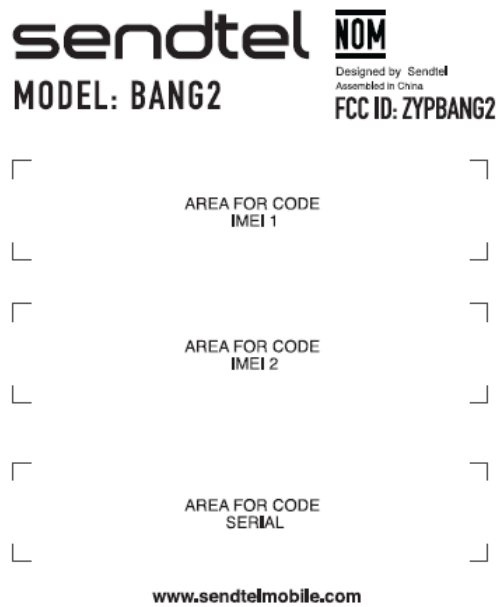 sendtel
NOM
MODEL: BANG2
Designed by Sendtel
Assembled in China
FCC ID: ZYPBANG2
AREA FOR CODE
IMEI 1
AREA FOR CODE
IMEI 2
AREA FOR CODE
SERIAL
www.sendtelmobile.com